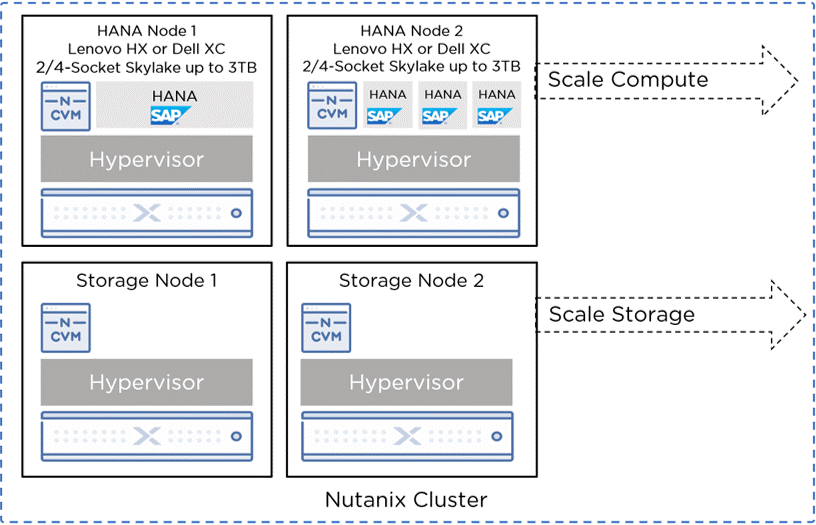 HANA Node 1
Lenovo HX or Dell XC
2/4-Socket Skylake up to 3TB
N
CVM
HANA
SAP
Hypervisor
X
HANA Node 2
Lenovo HX or Dell XC
2/4-Socket Skylake up to 3TB
N
CVM
HANA
SAP
HANA
SAP
HANA
SAP
Hypervisor
X
Scale Compute
Storage Node 1
N
CVM
Hypervisor
X
Storage Node 2
N
CVM
Hypervisor
X
Scale Storage
Nutanix Cluster